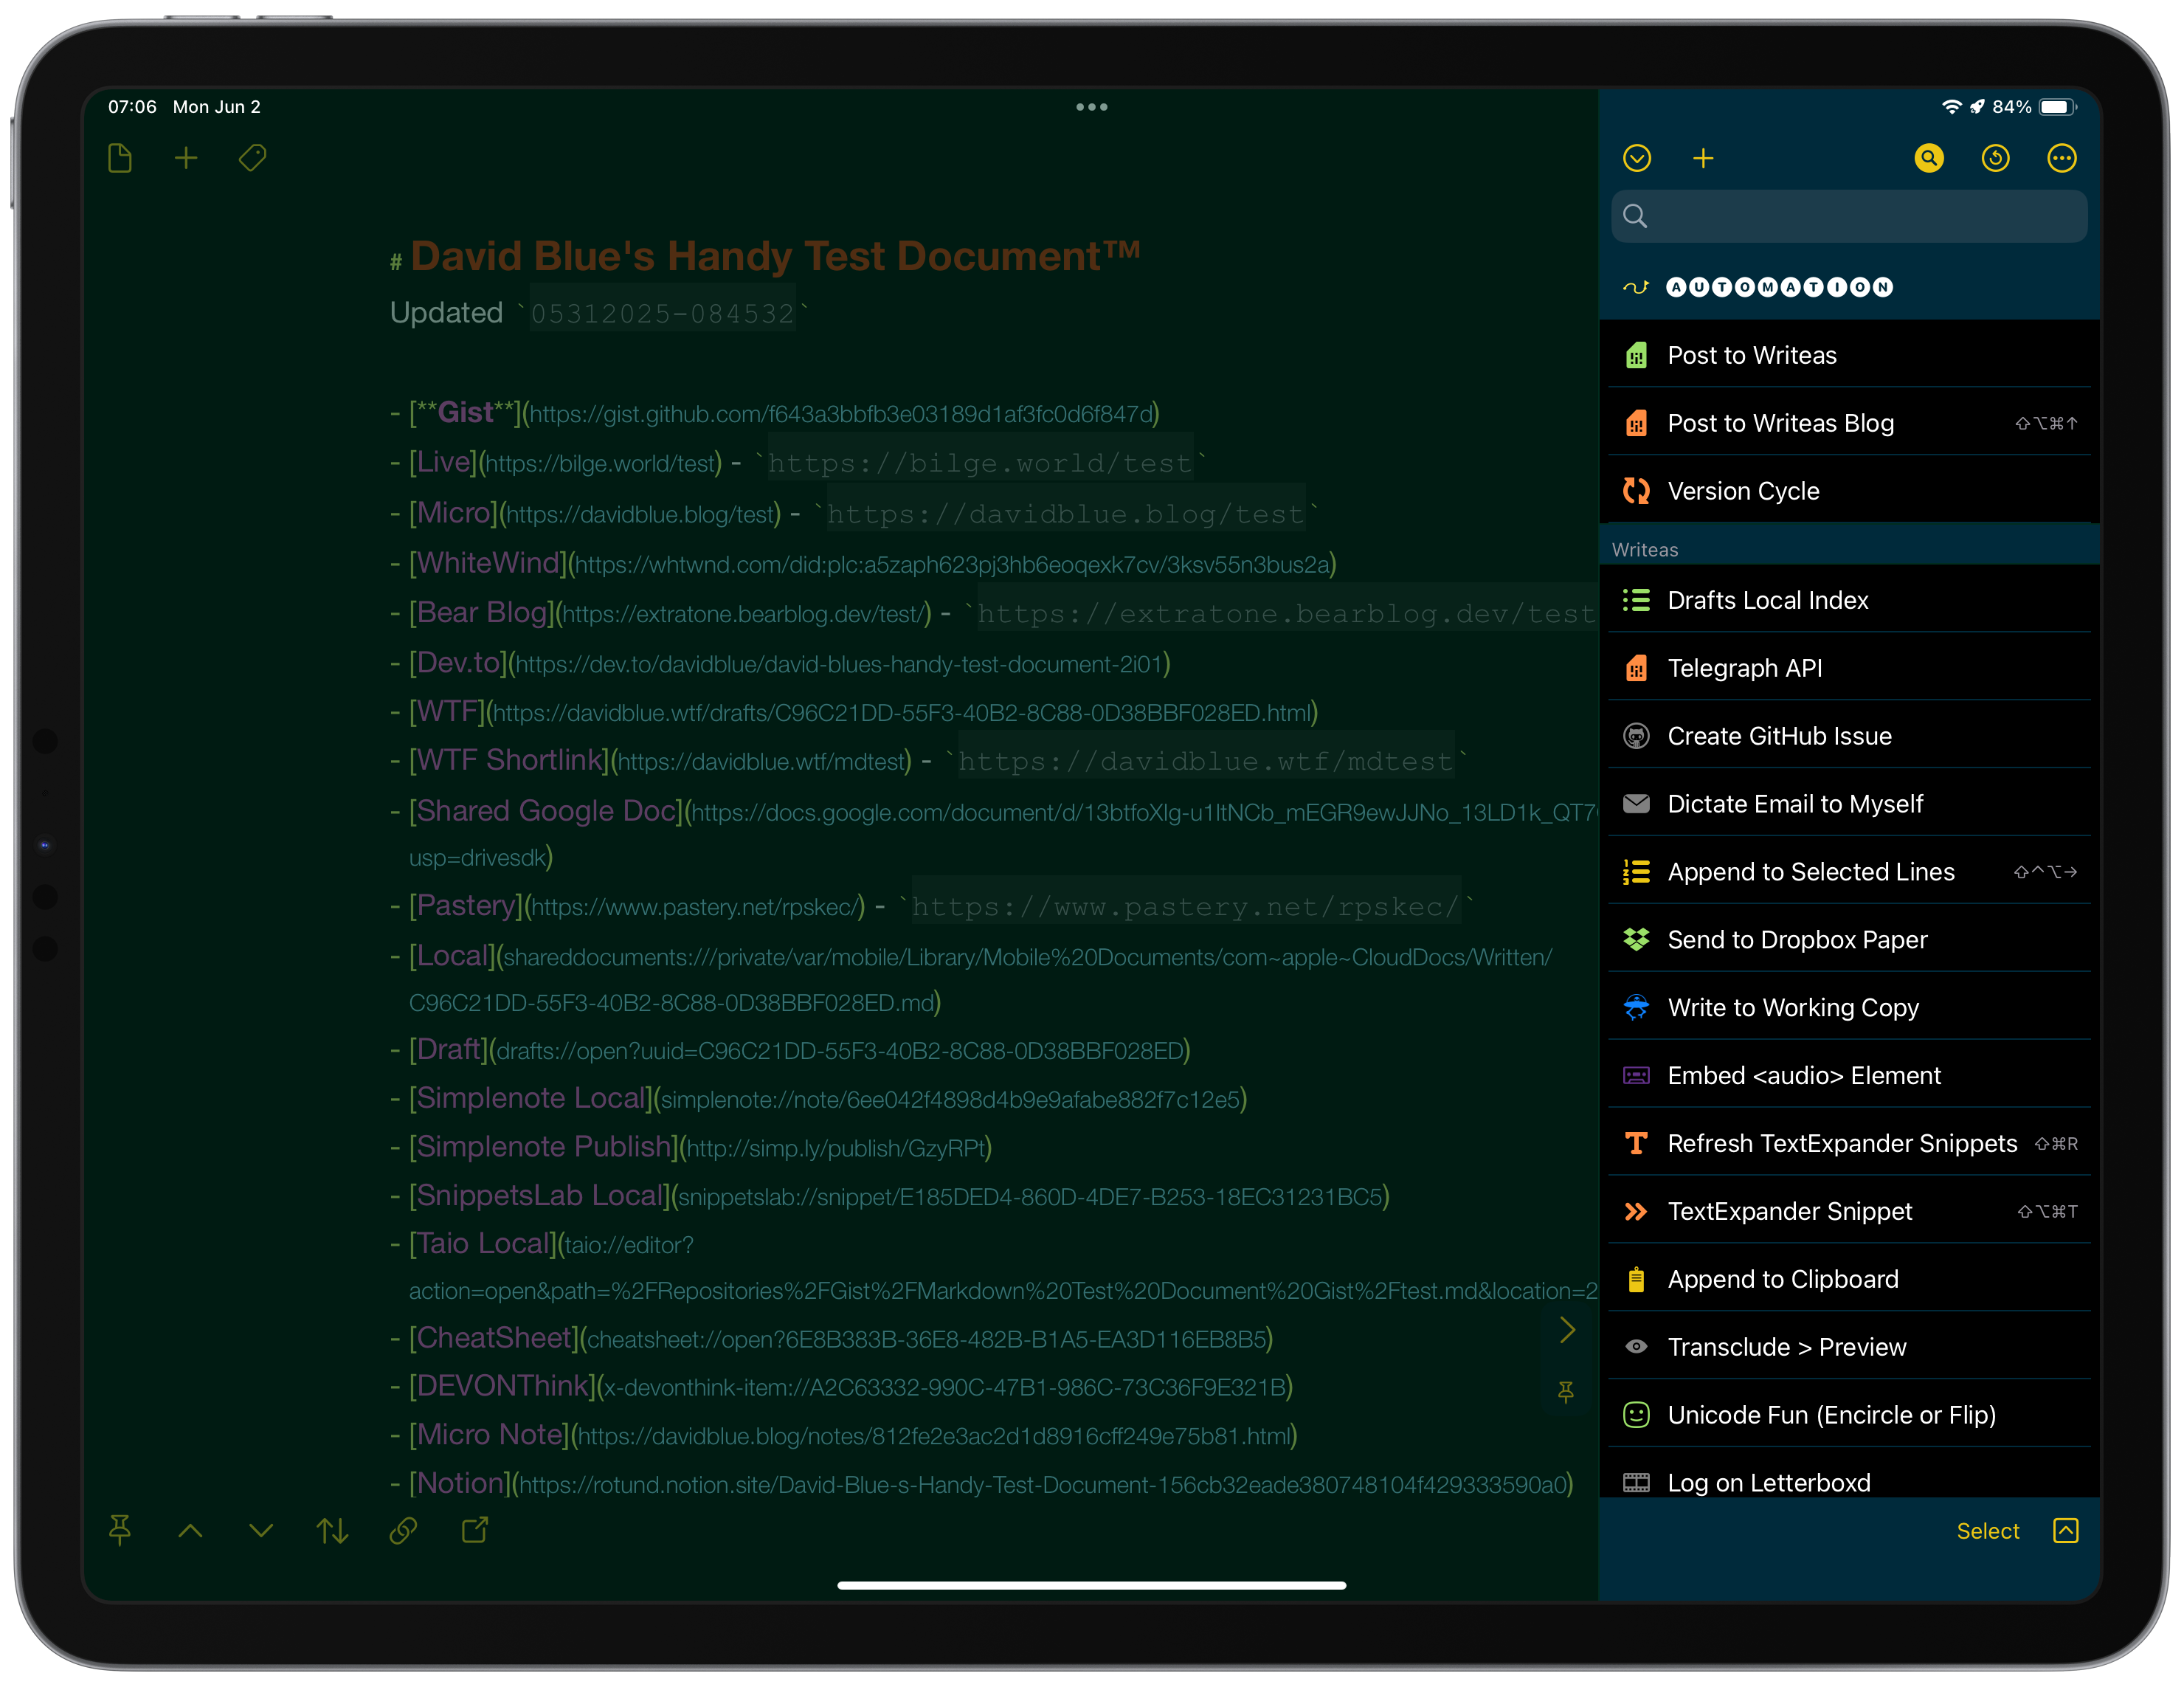 07:06 Mon Jun 2
84%
# David Blue's Handy Test Document™
Updated `05312025-084532`
- [**Gist**](https://gist.github.com/f643a3bbfb3e03189d1af3fc0d6f847d)
- [Live](https://bilge.world/test) - `https://bilge.world/test`
- [Micro](https://davidblue.blog/test) - `https://davidblue.blog/test`
- [WhiteWind](https://whtwnd.com/did:plc:a5zaph623pj3hb6eoqexk7cv/3ksv55n3bus2a)
- [Bear Blog](https://extratone.bearblog.dev/test/) - `https://extratone.bearblog.dev/test
- [Dev.to](https://dev.to/davidblue/david-blues-handy-test-document-2i01)
- [WTF](https://davidblue.wtf/drafts/C96C21DD-55F3-40B2-8C88-0D38BBF028ED.html)
- [WTF Shortlink](https://davidblue.wtf/mdtest) - `https://davidblue.wtf/mdtest`
- [Shared Google Doc](https://docs.google.com/document/d/13btfoXlg-u1ltNCb_mEGR9ewJJNo_13LD1k_QT7
usp=drivesdk)
- [Pastery](https://www.pastery.net/rpskec/) - `https://www.pastery.net/rpskec/`
- [Local](shareddocuments:///private/var/mobile/Library/Mobile%20Documents/com~apple~CloudDocs/Written/
C96C21DD-55F3-40B2-8C88-0D38BBF028ED.md)
- [Draft](drafts://open?uuid=C96C21DD-55F3-40B2-8C88-0D38BBF028ED)
- [Simplenote Local](simplenote://note/6ee042f4898d4b9e9afabe882f7c12e5)
- [Simplenote Publish](http://simp.ly/publish/GzyRPt)
- [SnippetsLab Local](snippetslab://snippet/E185DED4-860D-4DE7-B253-18EC31231BC5)
- [Taio Local](taio://editor?
action=open&path=%2FRepositories%2FGist%2FMarkdown%20Test%20Document%20Gist%2Ftest.md&location=2
- [CheatSheet](cheatsheet://open?6E8B383B-36E8-482B-B1A5-EA3D116EB8B5)
- [DEVONThink](x-devonthink-item://A2C63332-990C-47B1-986C-73C36F9E321B)
- [Micro Note](https://davidblue.blog/notes/812fe2e3ac2d1d8916cff249e75b81.html)
- [Notion](https://rotund.notion.site/David-Blue-s-Handy-Test-Document-156cb32eade380748104f429333590a0)
🅐🅤🅣🅞🅜🅐🅣🅘🅞🅝
Post to Writeas
Post to Writeas Blog ⇧⌥⌘↑
Version Cycle
Writeas
Drafts Local Index
Telegraph API
Create GitHub Issue
Dictate Email to Myself
Append to Selected Lines ⇧⌃⌥→
Send to Dropbox Paper
Write to Working Copy
Embed <audio> Element
Refresh TextExpander Snippets ⇧⌘R
TextExpander Snippet ⇧⌥⌘T
Append to Clipboard
Transclude > Preview
Unicode Fun (Encircle or Flip)
Log on Letterboxd
Select